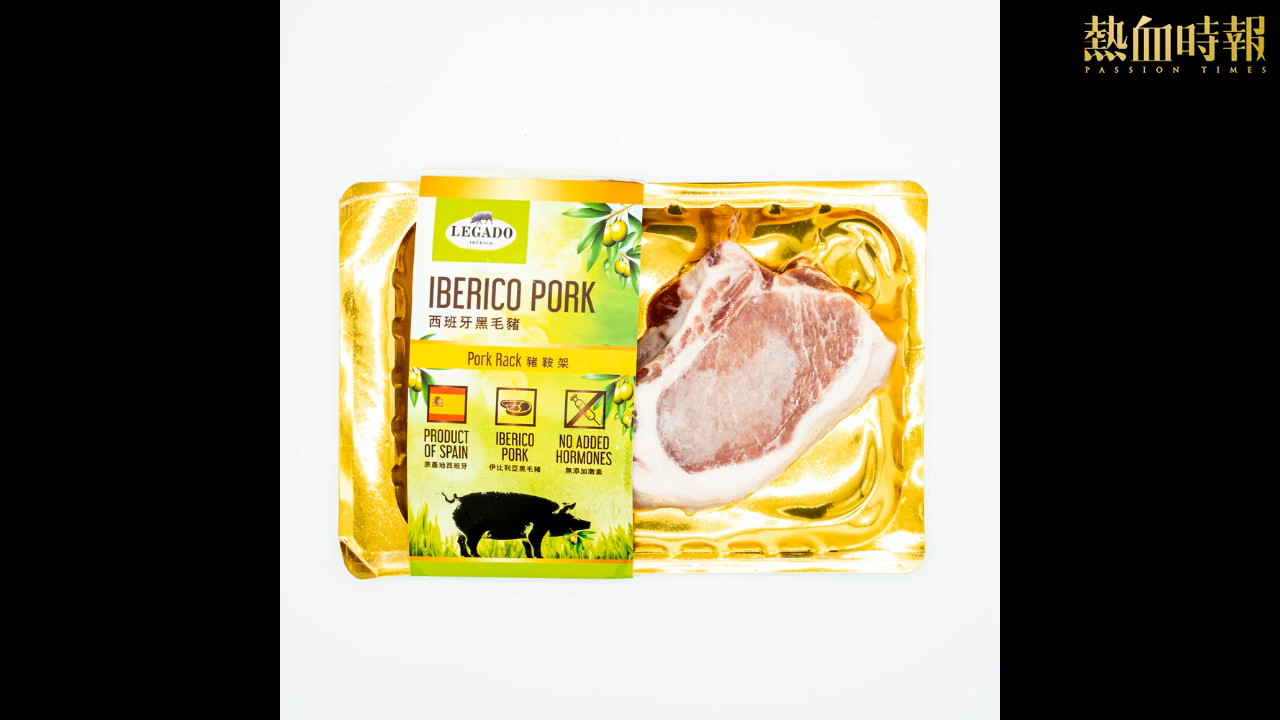 熱血時報
PASSION TIMES
LEGADO
IBÉRICO
IBERICO PORK
西班牙黑毛豬
Pork Rack 豬鞍架
PRODUCT
OF SPAIN
原產地西班牙
IBERICO
PORK
伊比利亞黑毛豬
NO ADDED
HORMONES
無添加激素